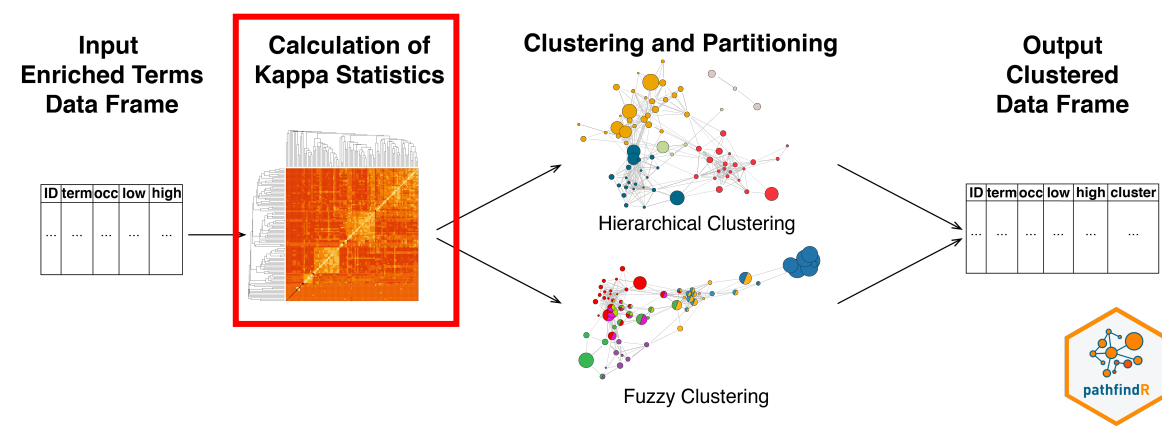 Input
Enriched Terms
Data Frame
Calculation of
Kappa Statistics
Clustering and Partitioning
Output
Clustered
Data Frame
ID term occ low high
... ... ... ... ...
Hierarchical Clustering
Fuzzy Clustering
ID term occ low high cluster
... ... ... ... ... ...
pathfindR